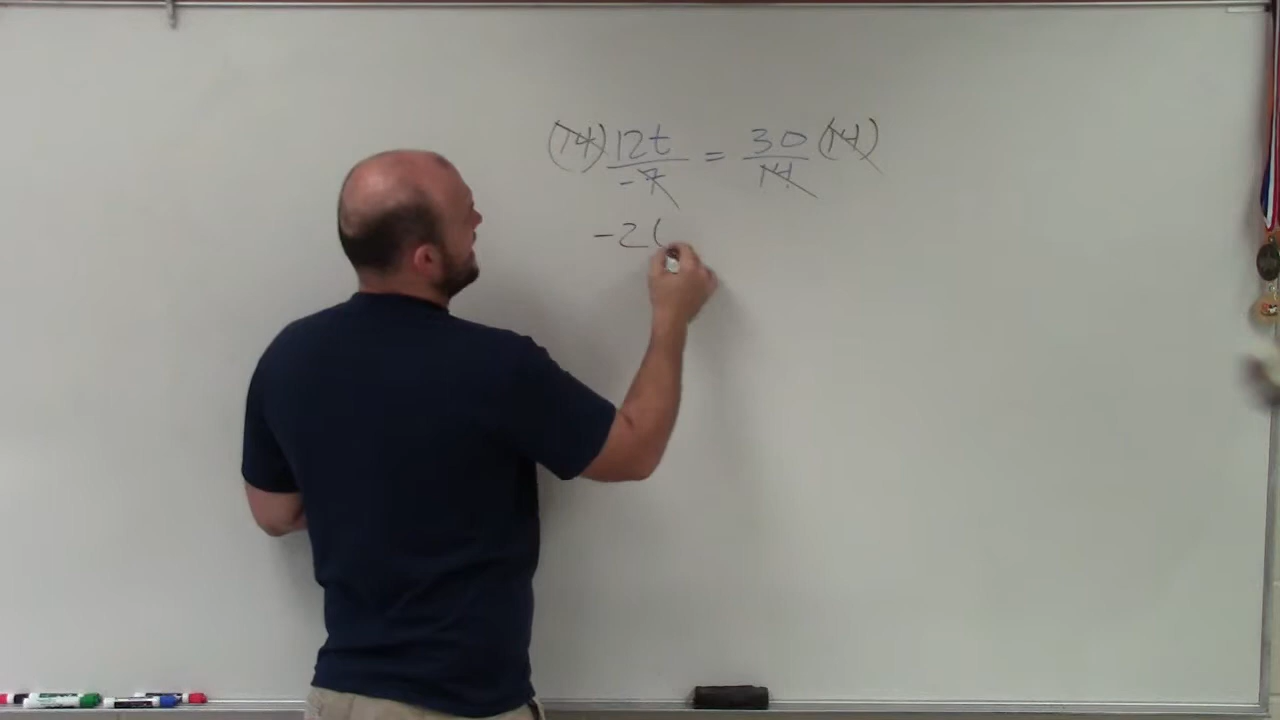 (14) 12t / -7 = 30 / 14 (14)
-2(